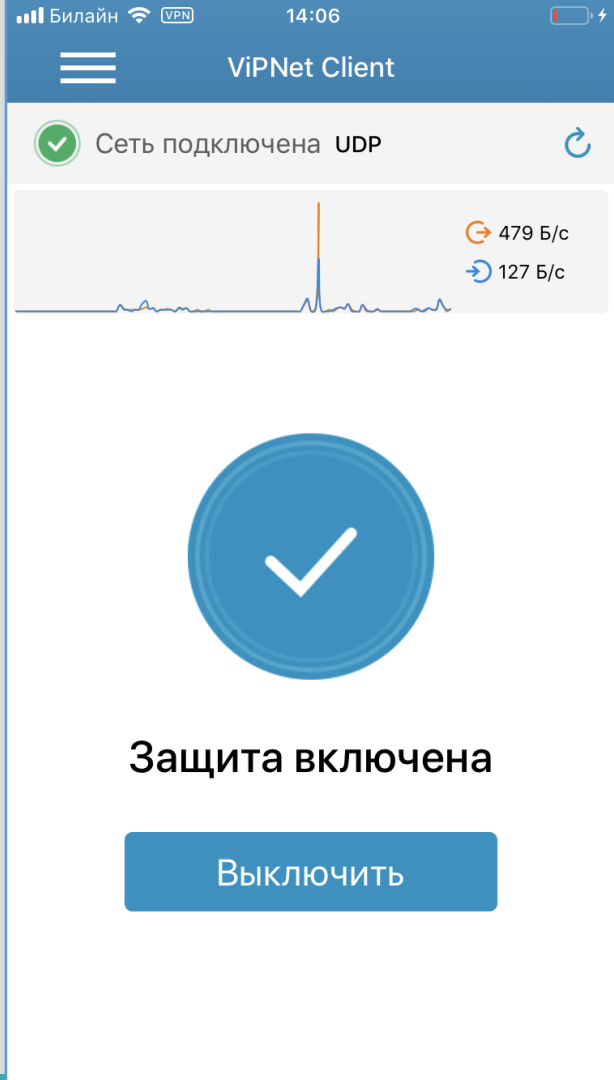 Билайн VPN 14:06
ViPNet Client
Сеть подключена UDP
479 Б/с
127 Б/с
Защита включена
Выключить